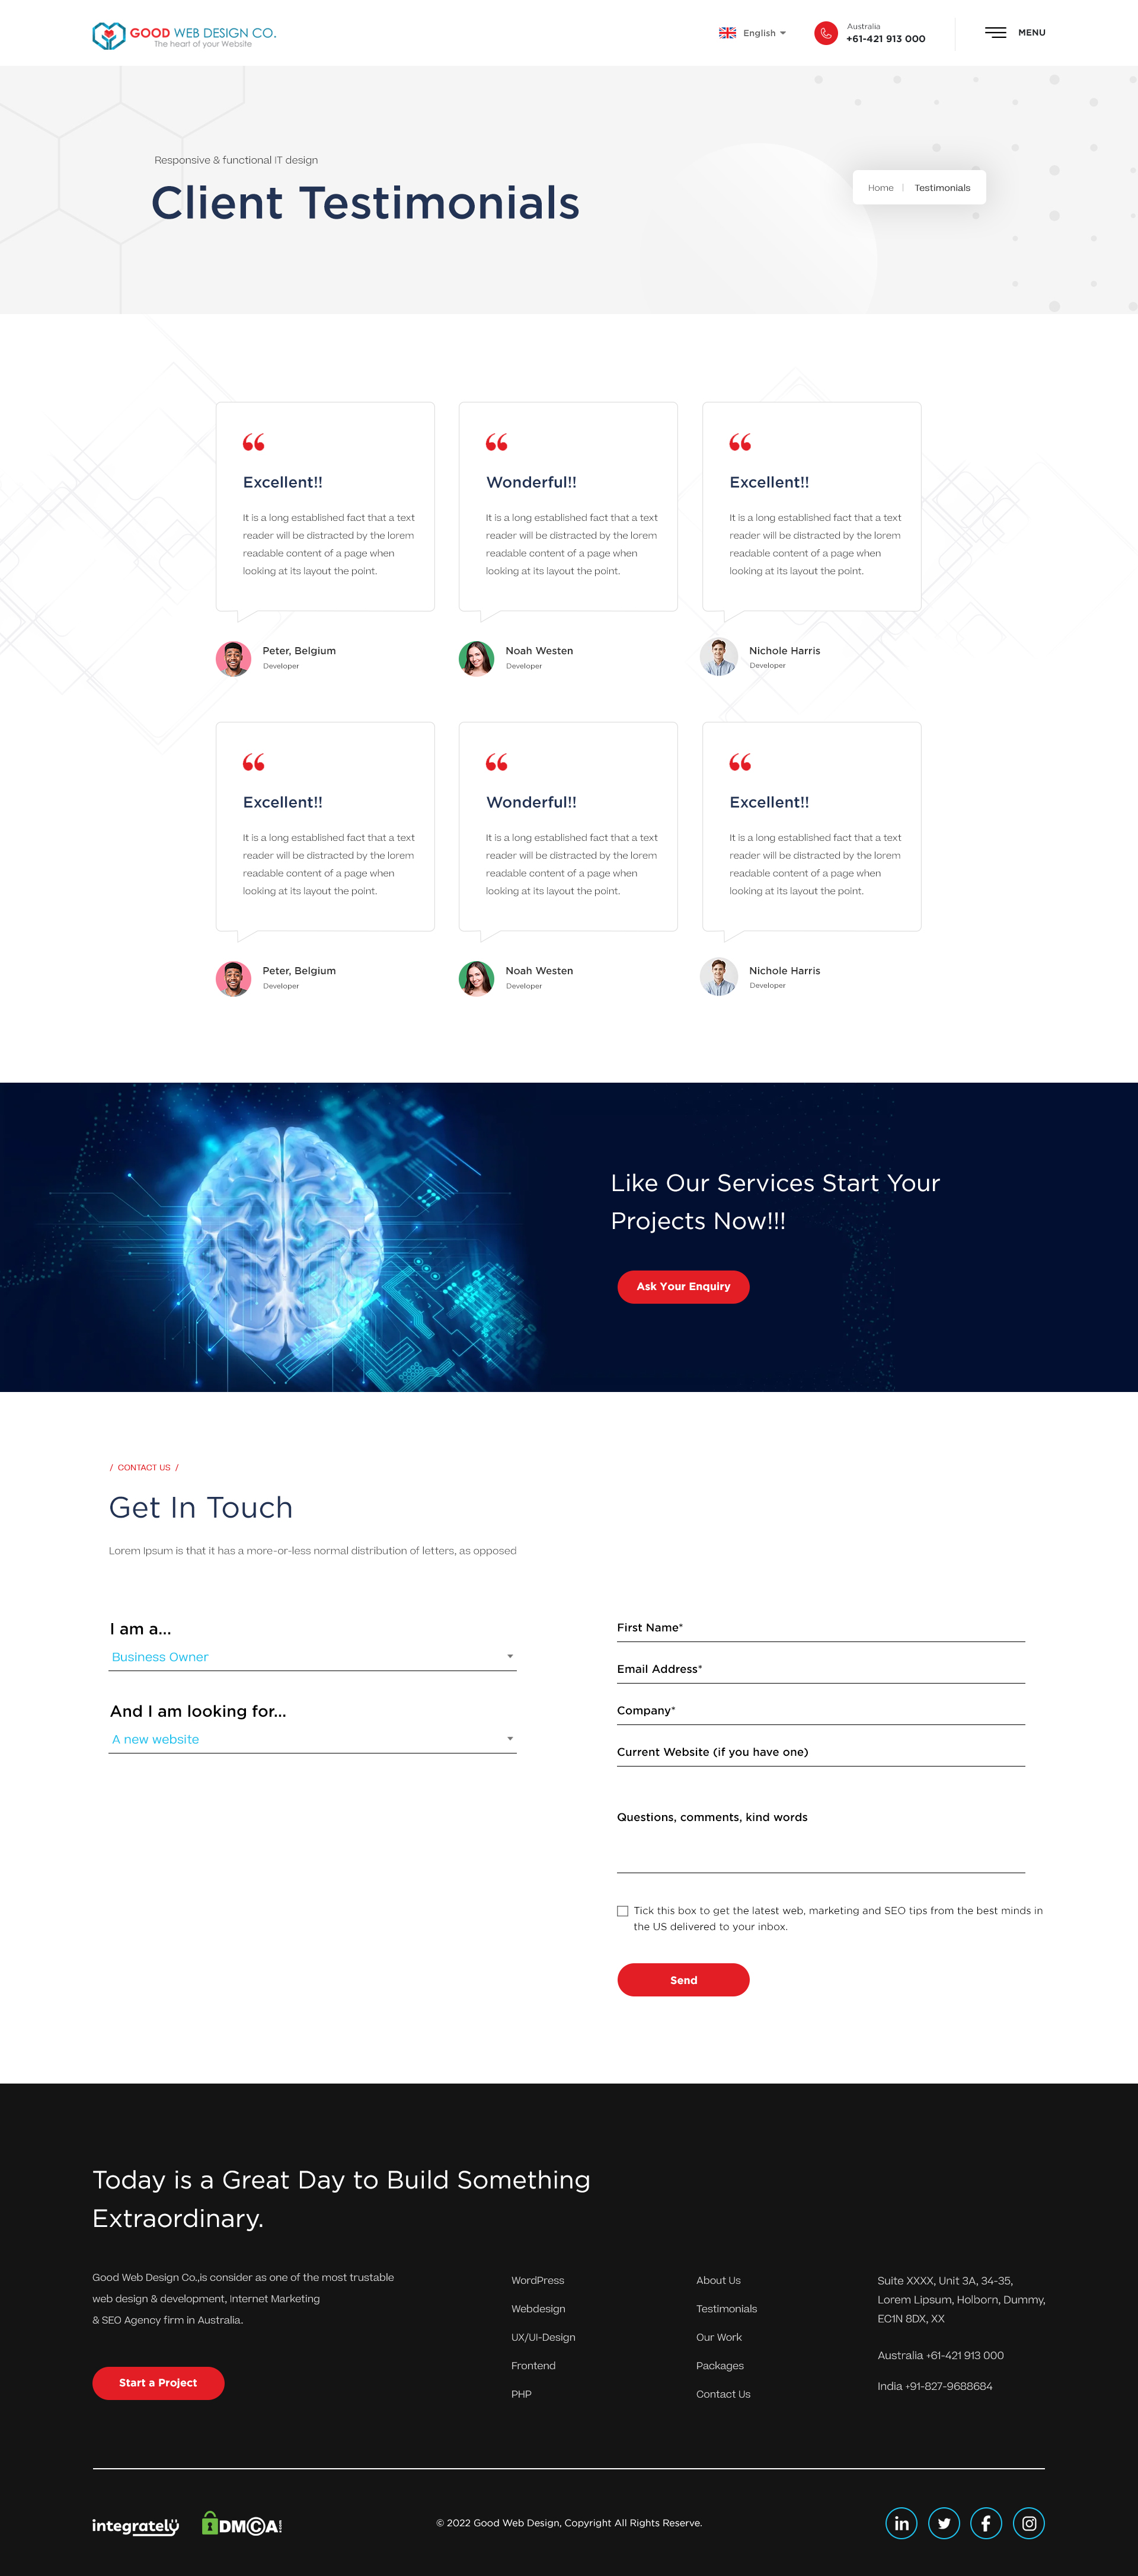 GOOD WEB DESIGN CO.
The heart of your Website
English
Australia
+61-421 913 000
MENU
Responsive & functional IT design
Client Testimonials
Home | Testimonials
Excellent!!
It is a long established fact that a text
reader will be distracted by the lorem
readable content of a page when
looking at its layout the point.
Peter, Belgium
Developer
Wonderful!!
It is a long established fact that a text
reader will be distracted by the lorem
readable content of a page when
looking at its layout the point.
Noah Westen
Developer
Excellent!!
It is a long established fact that a text
reader will be distracted by the lorem
readable content of a page when
looking at its layout the point.
Nichole Harris
Developer
Excellent!!
It is a long established fact that a text
reader will be distracted by the lorem
readable content of a page when
looking at its layout the point.
Peter, Belgium
Developer
Wonderful!!
It is a long established fact that a text
reader will be distracted by the lorem
readable content of a page when
looking at its layout the point.
Noah Westen
Developer
Excellent!!
It is a long established fact that a text
reader will be distracted by the lorem
readable content of a page when
looking at its layout the point.
Nichole Harris
Developer
Like Our Services Start Your
Projects Now!!!
Ask Your Enquiry
/ CONTACT US /
Get In Touch
Lorem Ipsum is that it has a more-or-less normal distribution of letters, as opposed
I am a...
Business Owner
And I am looking for...
A new website
First Name*
Email Address*
Company*
Current Website (if you have one)
Questions, comments, kind words
Tick this box to get the latest web, marketing and SEO tips from the best minds in
the US delivered to your inbox.
Send
Today is a Great Day to Build Something
Extraordinary.
Good Web Design Co.,is consider as one of the most trustable
web design & development, Internet Marketing
& SEO Agency firm in Australia.
Start a Project
WordPress
Webdesign
UX/UI-Design
Frontend
PHP
About Us
Testimonials
Our Work
Packages
Contact Us
Suite XXXX, Unit 3A, 34-35,
Lorem Lipsum, Holborn, Dummy,
EC1N 8DX, XX
Australia +61-421 913 000
India +91-827-9688684
integrately
DMCA!
© 2022 Good Web Design, Copyright All Rights Reserve.
in
f